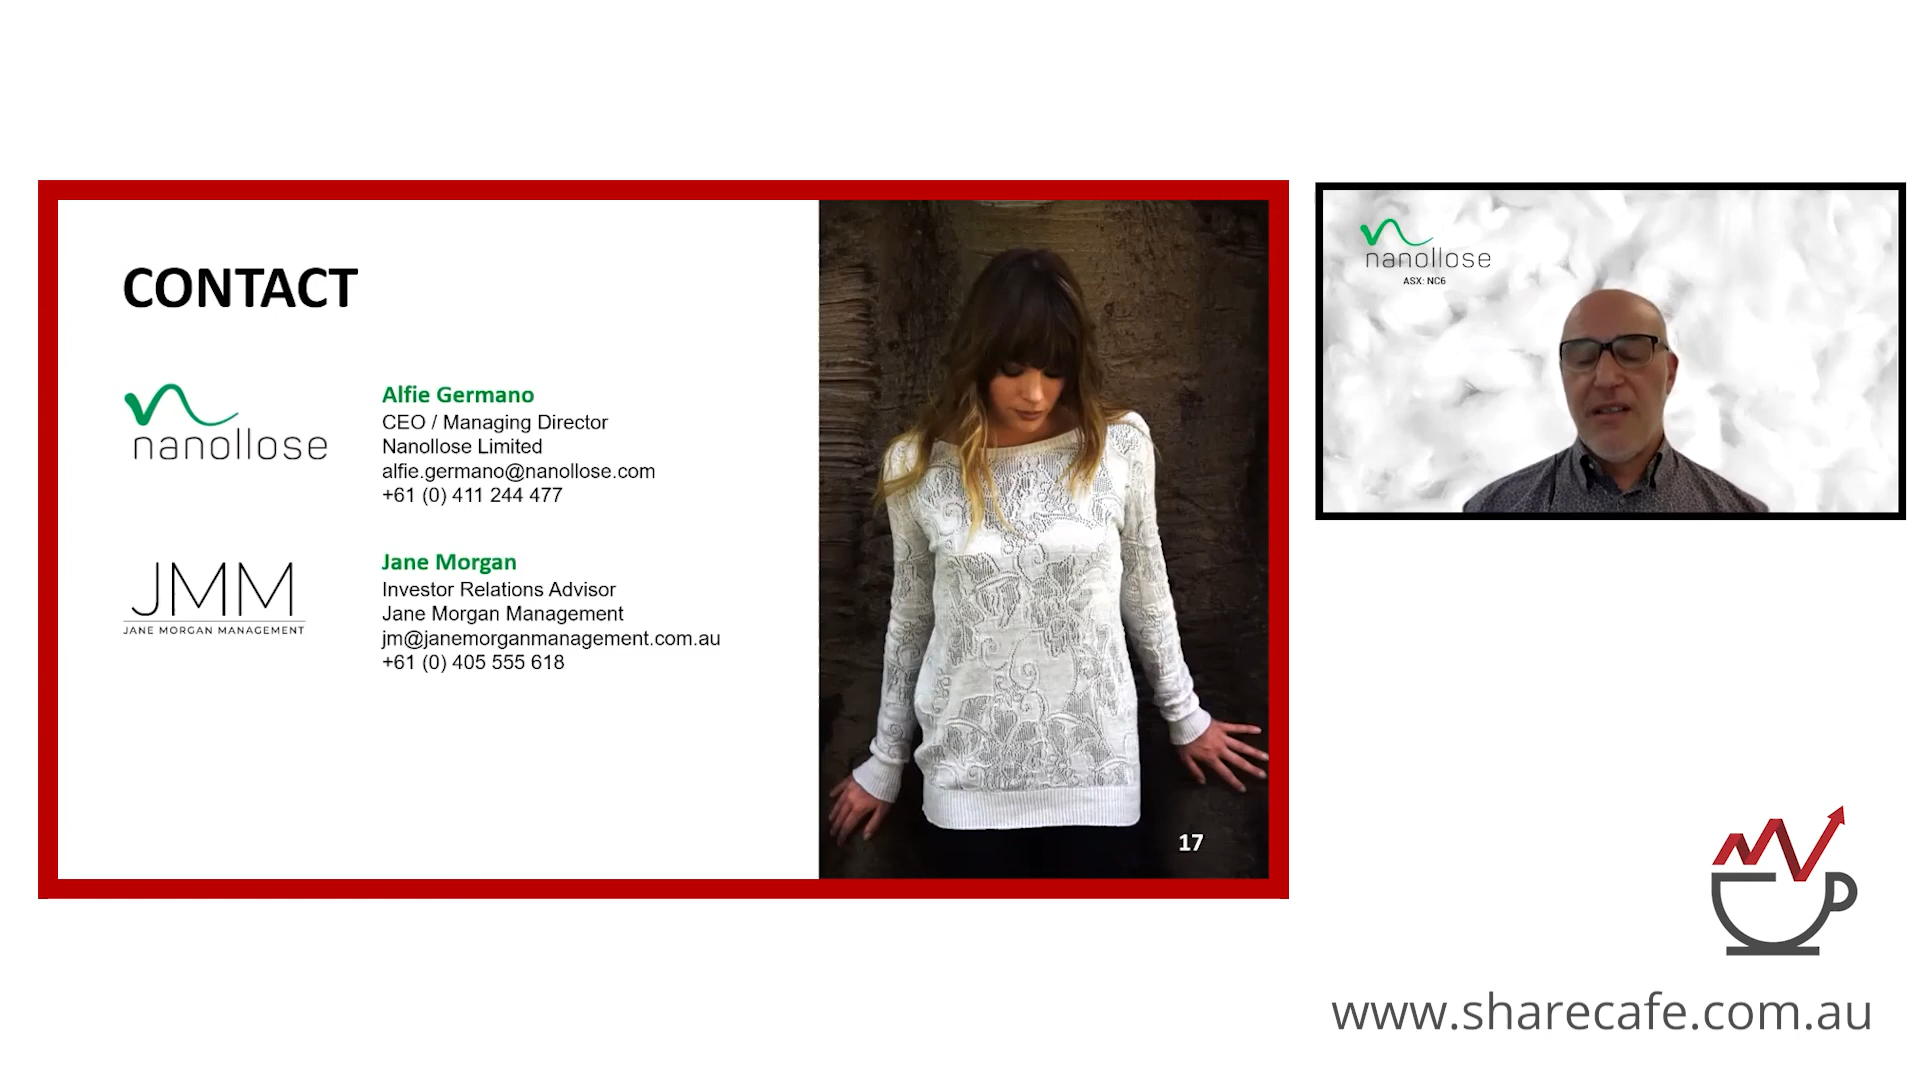 CONTACT
nanollose
Alfie Germano
CEO / Managing Director
Nanollose Limited
alfie.germano@nanollose.com
+61 (0) 411 244 477
JMM
JANE MORGAN MANAGEMENT
Jane Morgan
Investor Relations Advisor
Jane Morgan Management
jm@janemorganmanagement.com.au
+61 (0) 405 555 618
17
nanollose
ASX: NC6
www.sharecafe.com.au